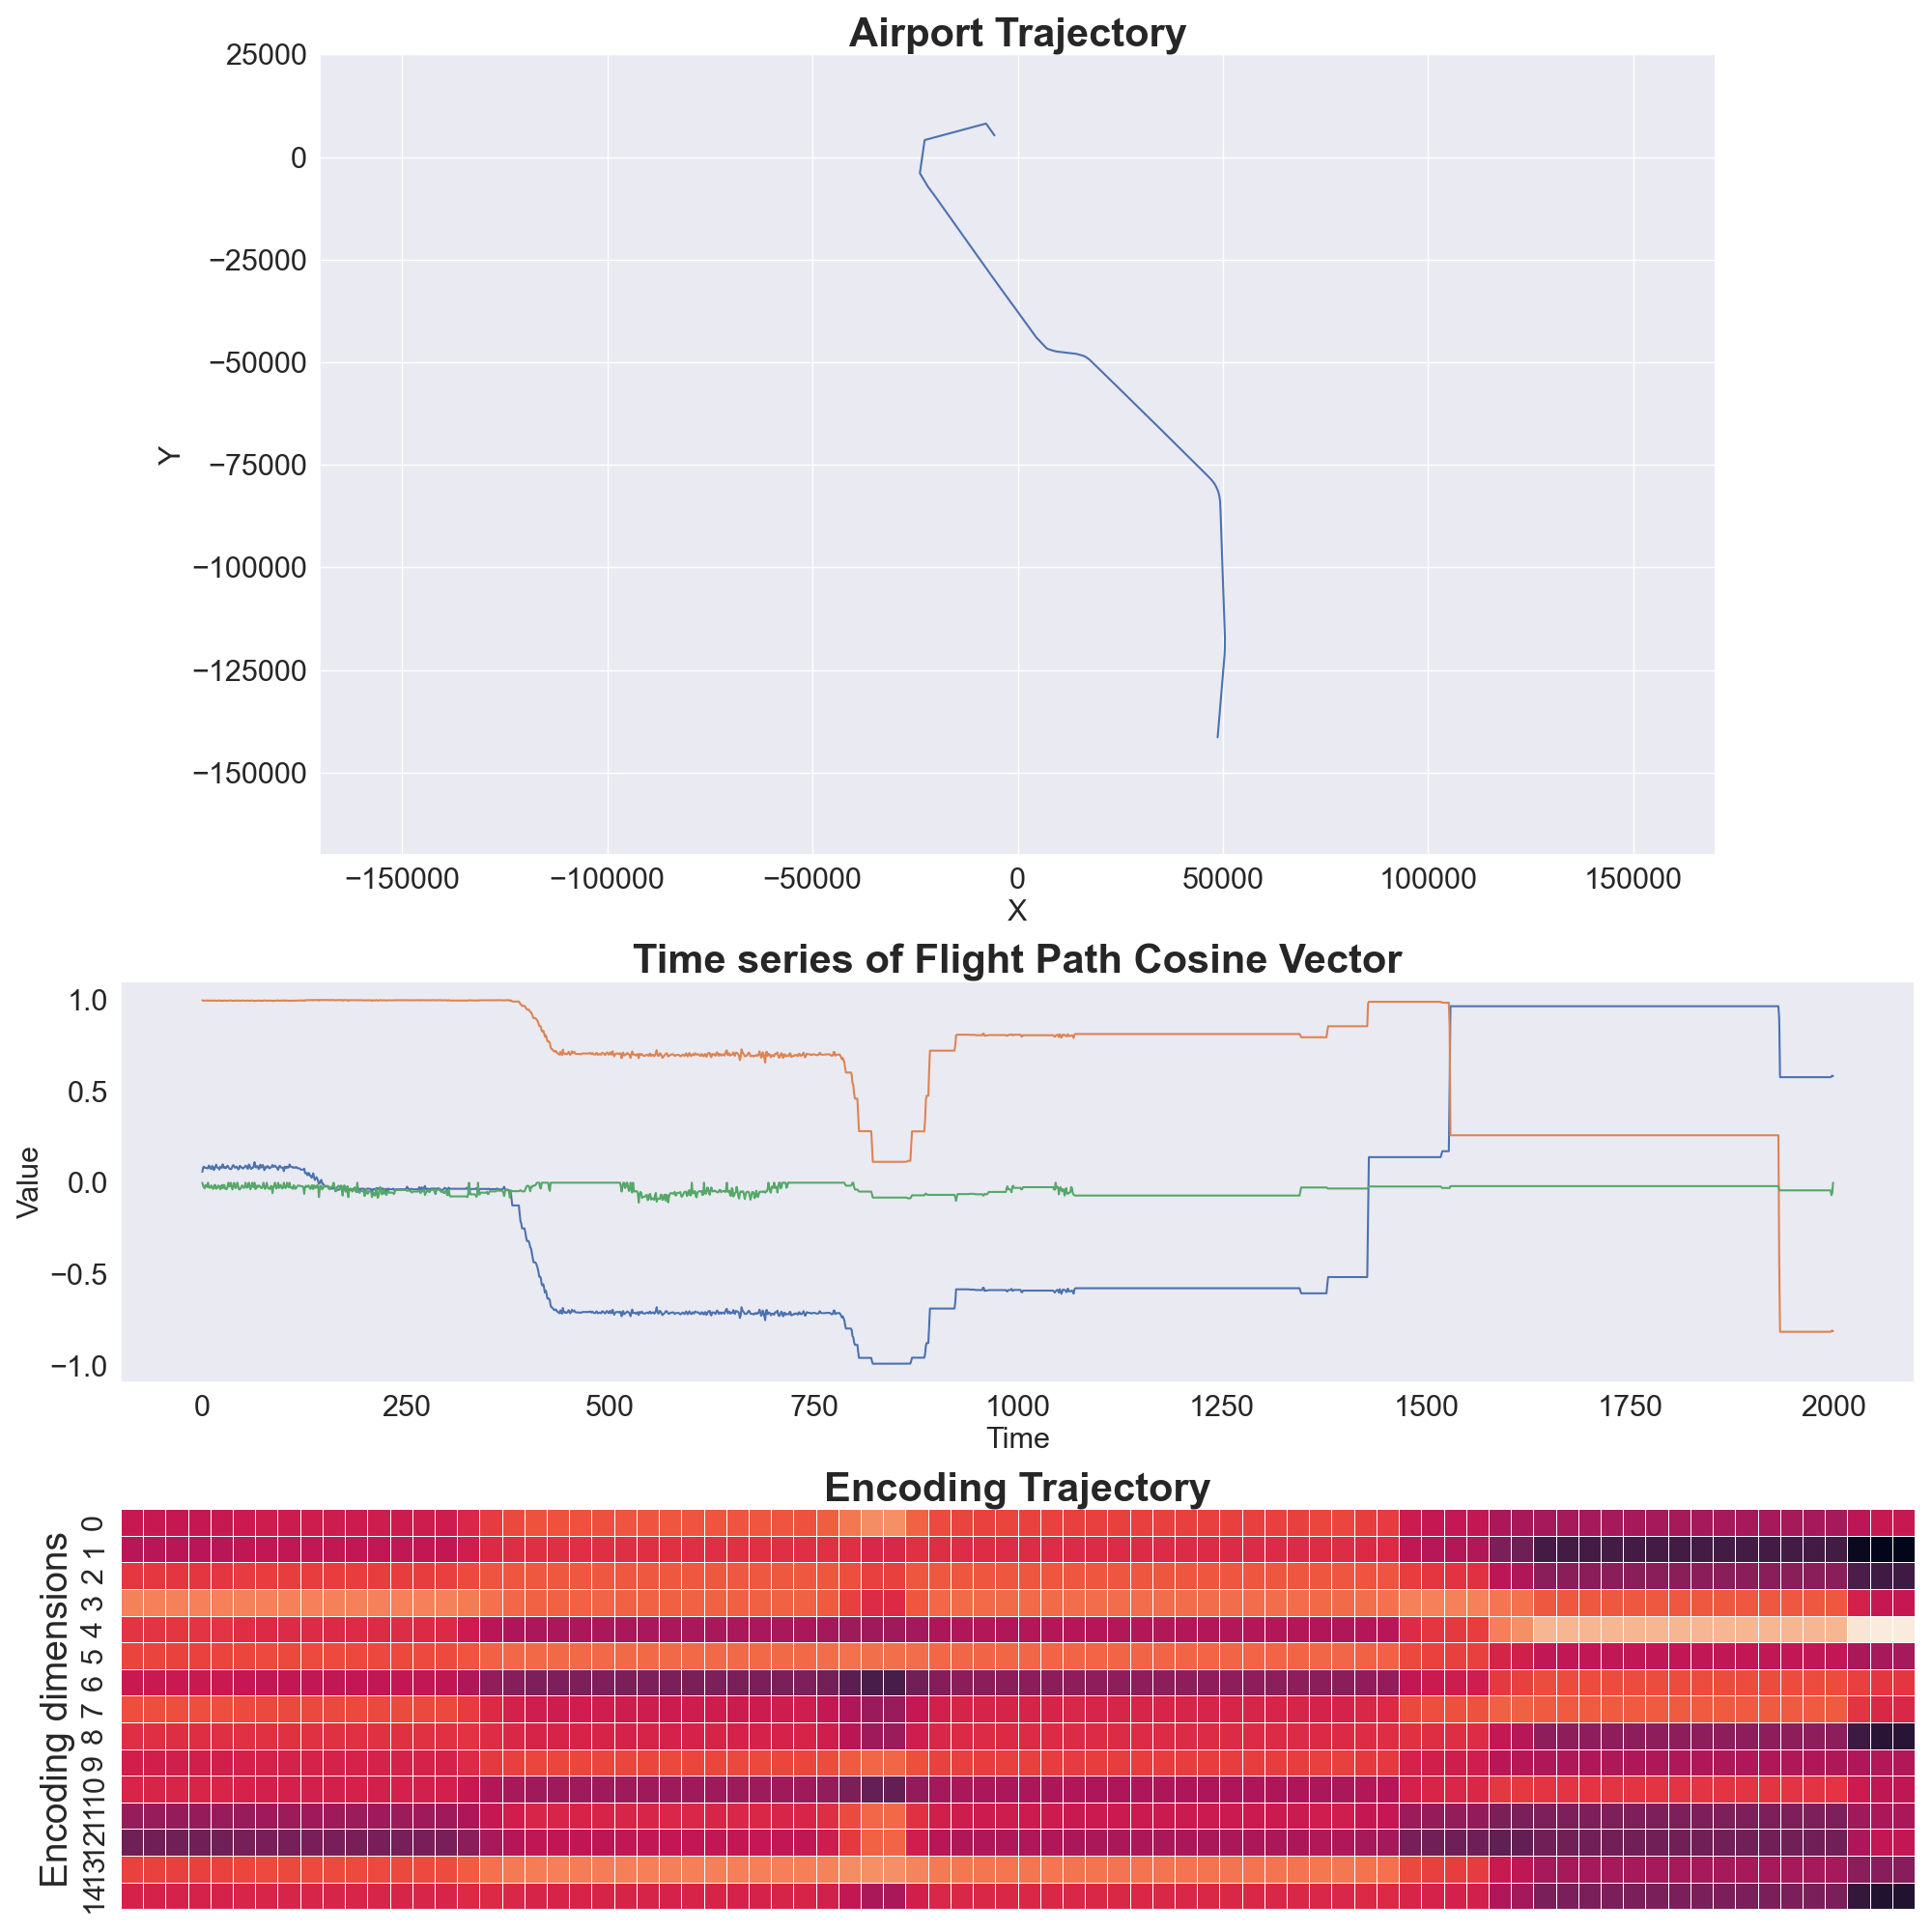 Airport Trajectory
25000
0
−25000
−50000
−75000
−100000
−125000
−150000
Y
−150000 −100000 −50000 0 50000 100000 150000
X
Time series of Flight Path Cosine Vector
1.0
0.5
0.0
−0.5
−1.0
Value
0 250 500 750 1000 1250 1500 1750 2000
Time
Encoding Trajectory
Encoding dimensions
0
1
2
3
4
5
6
7
8
9
10
11
12
13
14